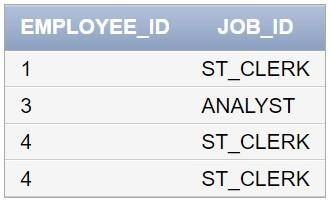 EMPLOYEE_ID JOB_ID
1 ST_CLERK
3 ANALYST
4 ST_CLERK
4 ST_CLERK